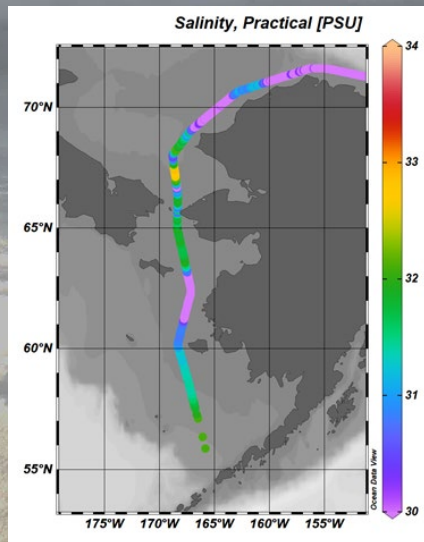 Salinity, Practical [PSU]
34
70°N
33
65°N
32
60°N
31
55°N
30
Ocean Data View
175°W 170°W 165°W 160°W 155°W